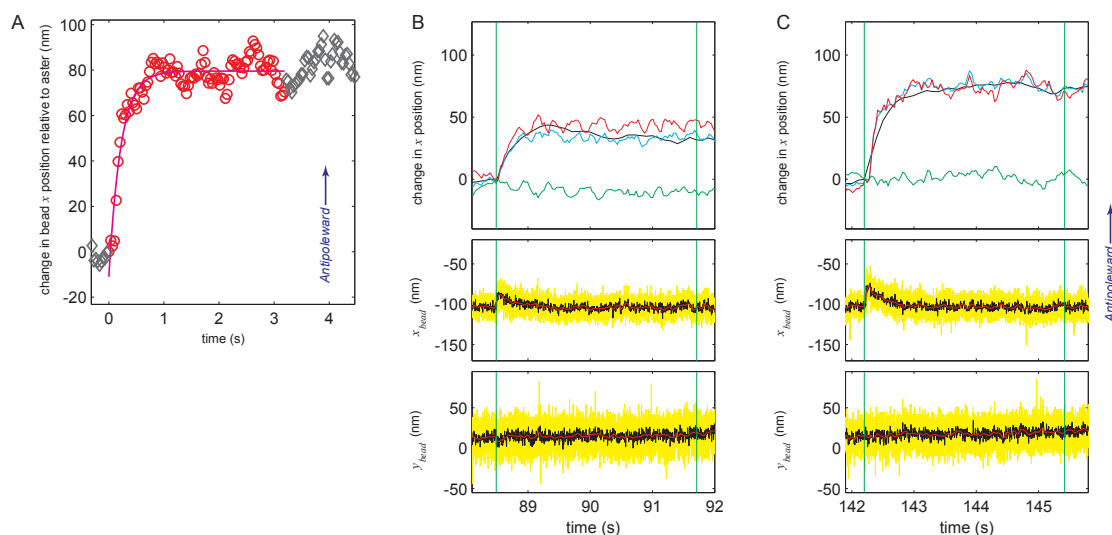 A
change in bead x position relative to aster (nm)
100
80
60
40
20
0
-20
0
1
2
3
4
time (s)
Antipoleward
B
change in x position (nm)
100
50
0
x_bead (nm)
-50
-100
-150
y_bead (nm)
50
0
-50
89
90
91
92
time (s)
C
change in x position (nm)
100
50
0
x_bead (nm)
-50
-100
-150
y_bead (nm)
50
0
-50
142
143
144
145
time (s)
Antipoleward